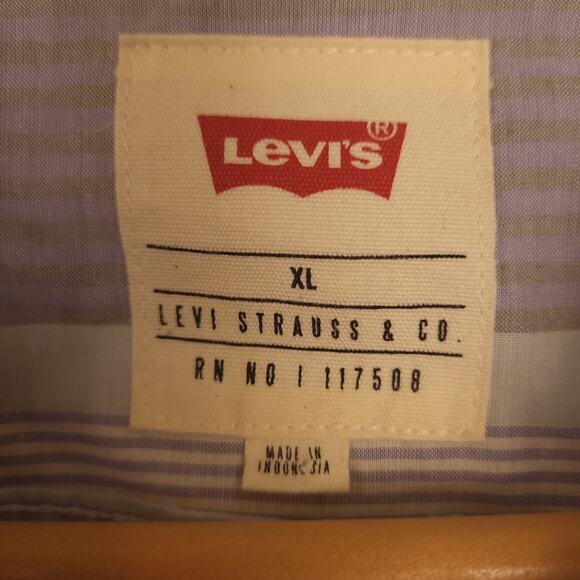 LEVI'S®
XL
LEVI STRAUSS & CO.
RN NO | 117508
MADE IN
INDONESIA